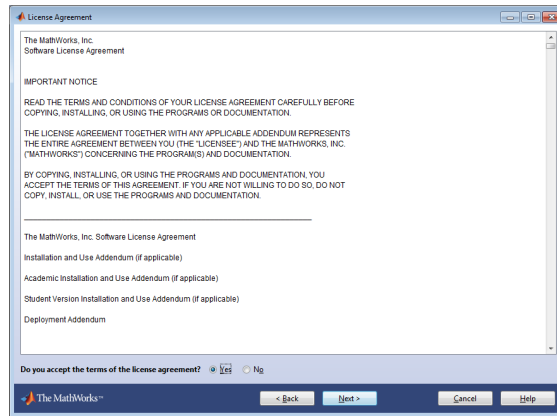 License Agreement
The MathWorks, Inc.
Software License Agreement
IMPORTANT NOTICE
READ THE TERMS AND CONDITIONS OF YOUR LICENSE AGREEMENT CAREFULLY BEFORE
COPYING, INSTALLING, OR USING THE PROGRAMS OR DOCUMENTATION.
THE LICENSE AGREEMENT TOGETHER WITH ANY APPLICABLE ADDENDUM REPRESENTS
THE ENTIRE AGREEMENT BETWEEN YOU (THE "LICENSEE") AND THE MATHWORKS, INC.
("MATHWORKS") CONCERNING THE PROGRAM(S) AND DOCUMENTATION.
BY COPYING, INSTALLING, OR USING THE PROGRAMS AND DOCUMENTATION, YOU
ACCEPT THE TERMS OF THIS AGREEMENT. IF YOU ARE NOT WILLING TO DO SO, DO NOT
COPY, INSTALL, OR USE THE PROGRAMS AND DOCUMENTATION.
The MathWorks, Inc. Software License Agreement
Installation and Use Addendum (if applicable)
Academic Installation and Use Addendum (if applicable)
Student Version Installation and Use Addendum (if applicable)
Deployment Addendum
Do you accept the terms of the license agreement? Yes No
The MathWorks™ < Back Next > Cancel Help